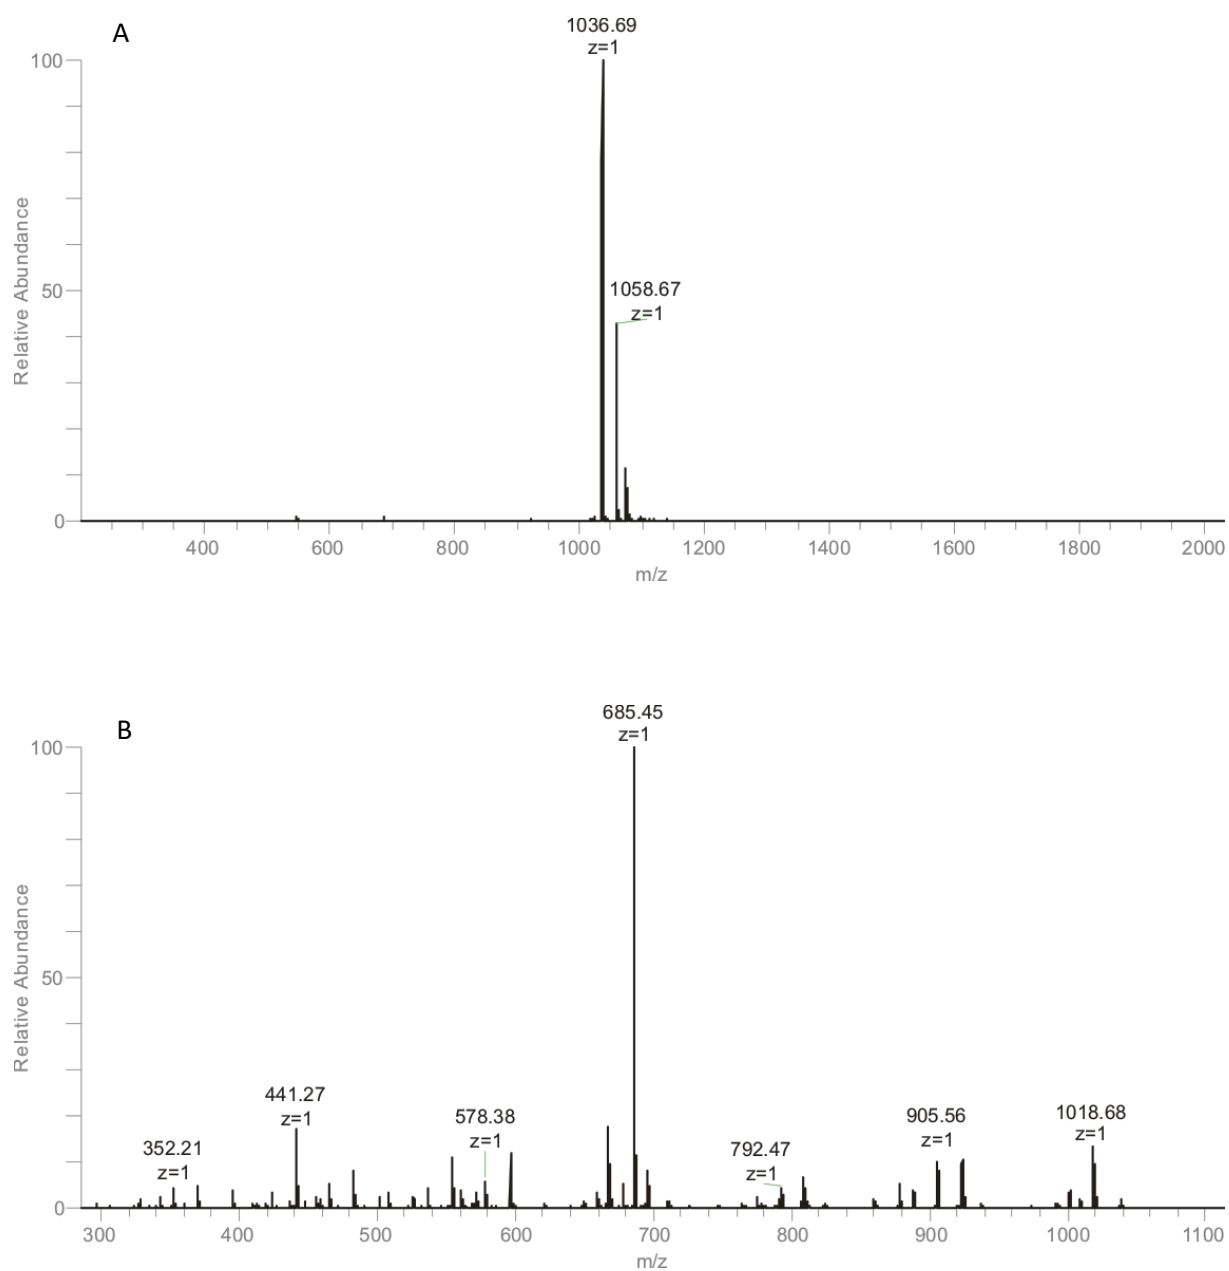 A
1036.69
z=1
100
1058.67
z=1
50
Relative Abundance
0
400 600 800 1000 1200 1400 1600 1800 2000
m/z
B
685.45
z=1
100
50
Relative Abundance
441.27
z=1
578.38
z=1
905.56
z=1
1018.68
z=1
352.21
z=1
792.47
z=1
0
300 400 500 600 700 800 900 1000 1100
m/z